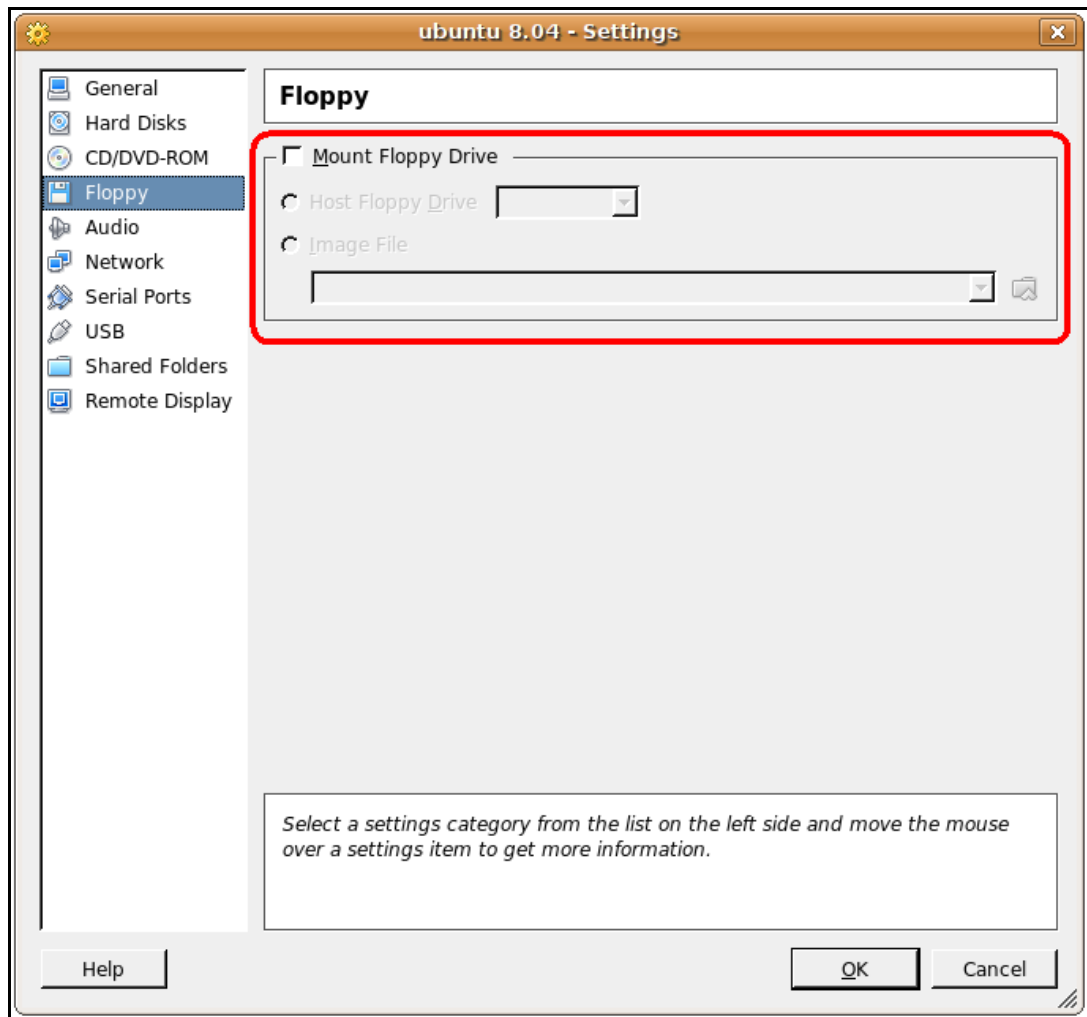 ubuntu 8.04 - Settings
General
Hard Disks
CD/DVD-ROM
Floppy
Audio
Network
Serial Ports
USB
Shared Folders
Remote Display
Floppy
Mount Floppy Drive
Host Floppy Drive
Image File
Select a settings category from the list on the left side and move the mouse
over a settings item to get more information.
Help
OK
Cancel